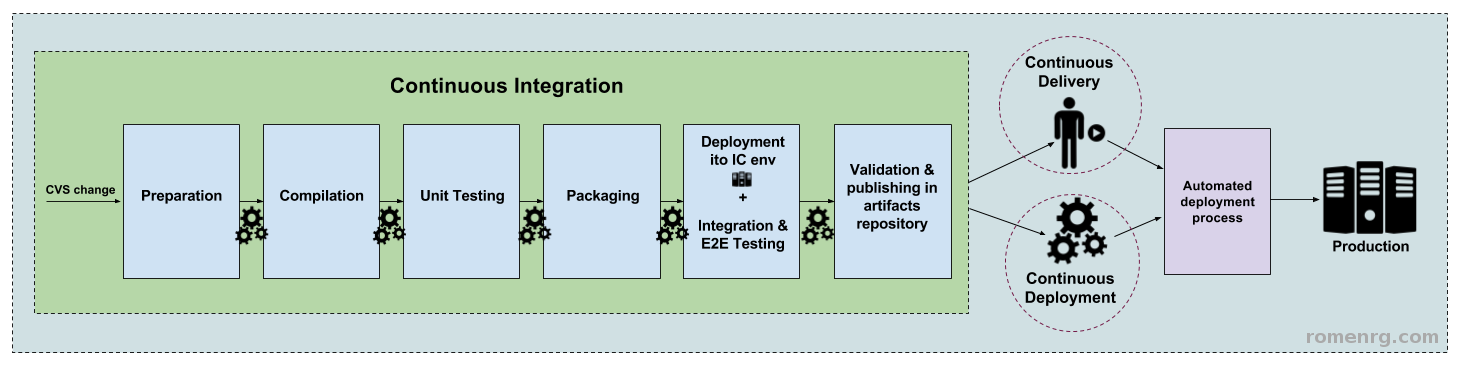 Continuous Integration
CVS change
Preparation
Compilation
Unit Testing
Packaging
Deployment
ito IC env
+
Integration &
E2E Testing
Validation &
publishing in
artifacts
repository
Continuous
Delivery
Continuous
Deployment
Automated
deployment
process
Production
romenrg.com